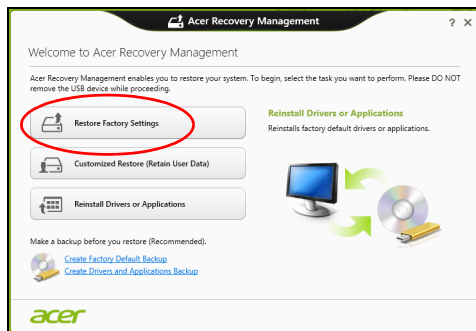 Acer Recovery Management
? ×
Welcome to Acer Recovery Management
Acer Recovery Management enables you to restore your system. To begin, select the task you want to perform. Please DO NOT
remove the USB device while proceeding.
Restore Factory Settings
Reinstall Drivers or Applications
Reinstalls factory default drivers or applications.
Customized Restore (Retain User Data)
Reinstall Drivers or Applications
Make a backup before you restore (Recommended).
Create Factory Default Backup
Create Drivers and Applications Backup
acer